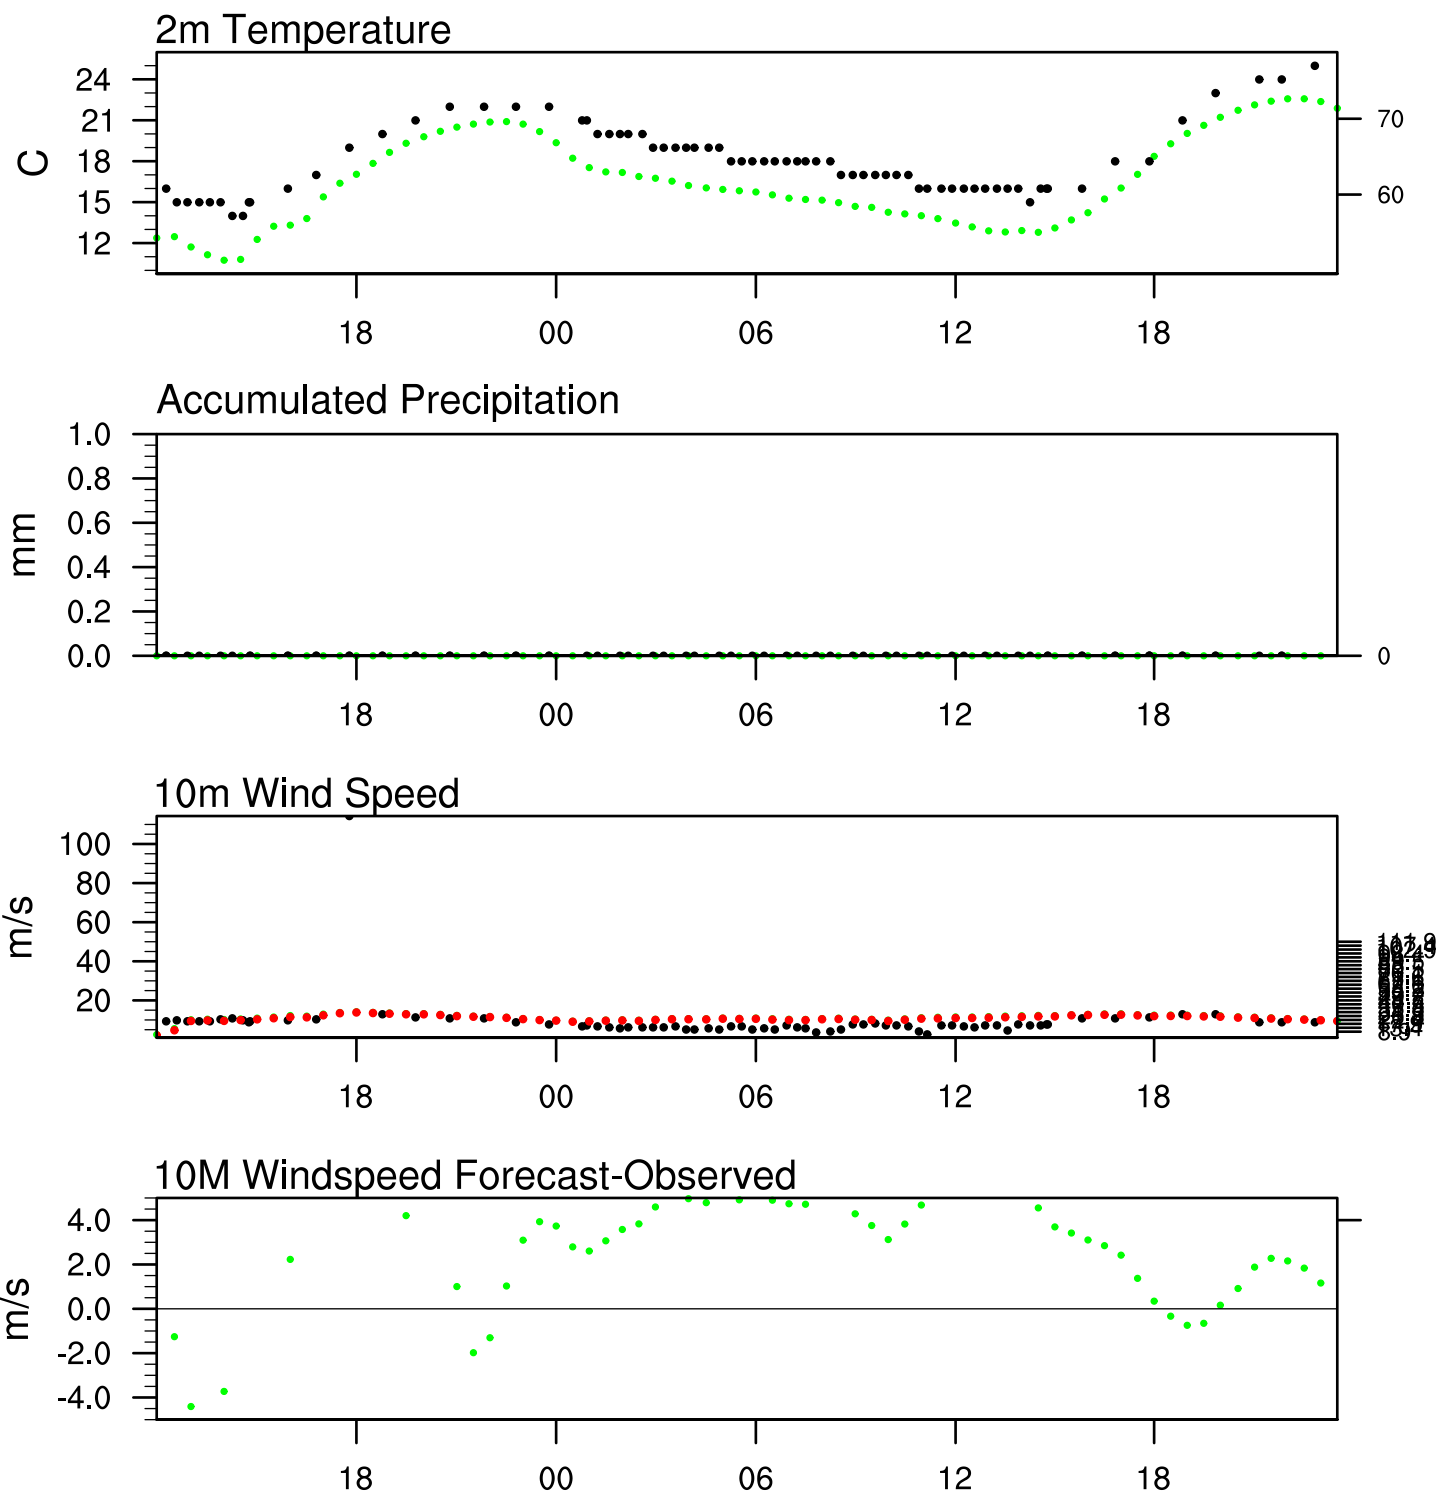 2m Temperature
24
21
18
15
12
C
70
60
18 00 06 12 18
Accumulated Precipitation
1.0
0.8
0.6
0.4
0.2
0.0
mm
0
18 00 06 12 18
10m Wind Speed
100
80
60
40
20
m/s
18 00 06 12 18
10M Windspeed Forecast-Observed
4.0
2.0
0.0
-2.0
-4.0
m/s
18 00 06 12 18